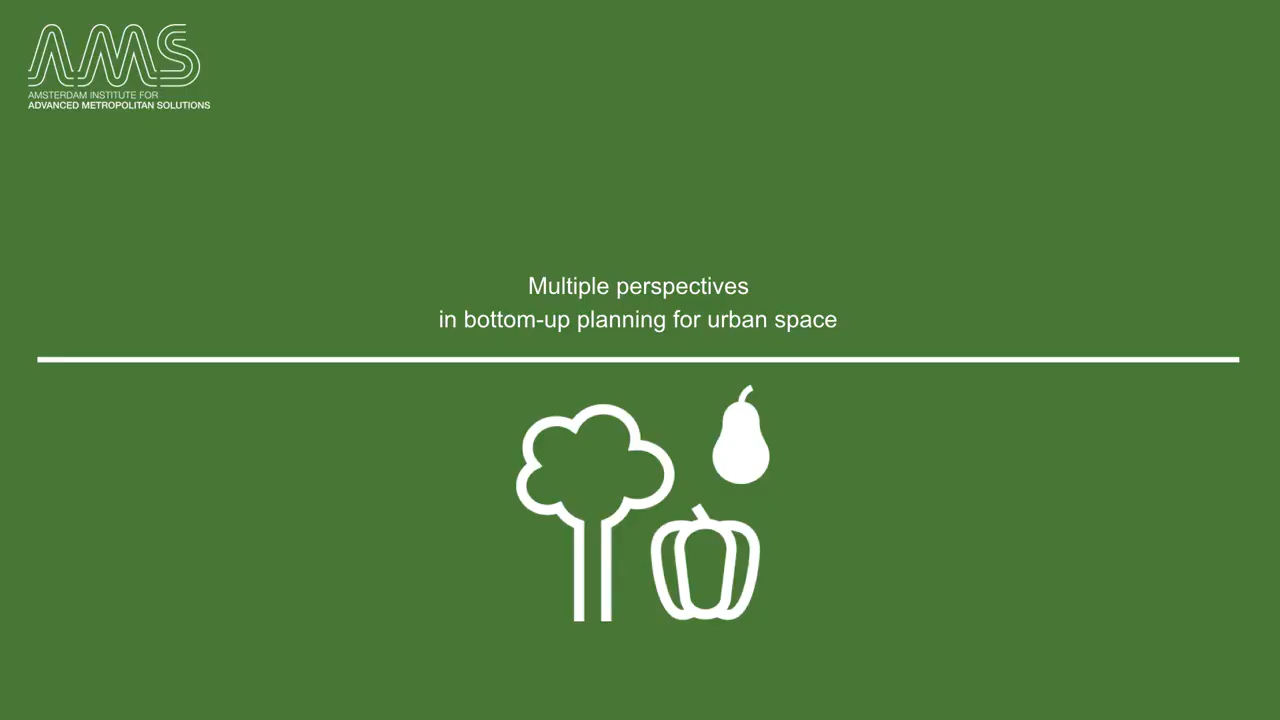 AMS
AMSTERDAM INSTITUTE FOR
ADVANCED METROPOLITAN SOLUTIONS
Multiple perspectives
in bottom-up planning for urban space